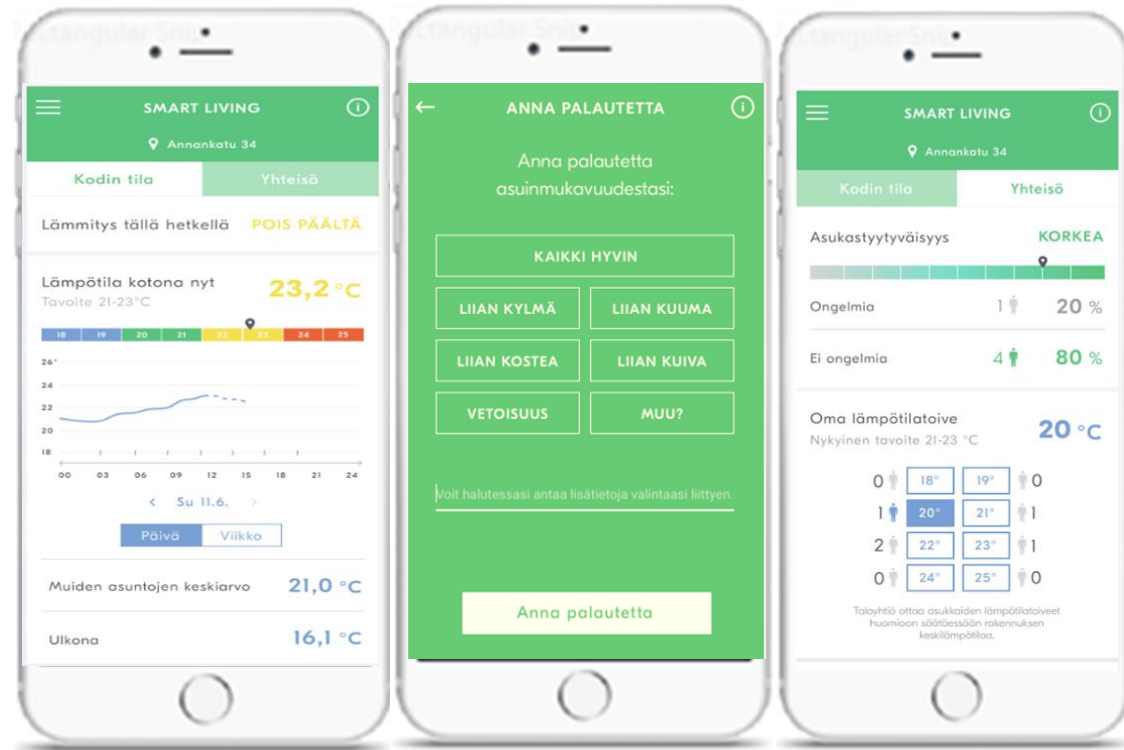 SMART LIVING
Annankatu 34
Kodin tila Yhteisö
Lämmitys tällä hetkellä POIS PÄÄLTÄ
Lämpötila kotona nyt 23,2 °C
Tavoite 21-23°C
18 19 20 21 22 23 24 25
26°
24
22
20
18
00 03 06 09 12 15 18 21 24
< Su 11.6. >
Päivä Viikko
Muiden asuntojen keskiarvo 21,0 °C
Ulkona 16,1 °C
ANNA PALAUTETTA
Anna palautetta
asuinmukavuudestasi:
KAIKKI HYVIN
LIIAN KYLMÄ LIIAN KUUMA
LIIAN KOSTEA LIIAN KUIVA
VETOISUUS MUU?
Voit halutessasi antaa lisätietoja valintaasi liittyen.
Anna palautetta
SMART LIVING
Annankatu 34
Kodin tila Yhteisö
Asukastyytyväisyys KORKEA
Ongelmia 1 20 %
Ei ongelmia 4 80 %
Oma lämpötilatoive 20 °C
Nykyinen tavoite 21-23 °C
0 18° 19° 0
1 20° 21° 1
2 22° 23° 1
0 24° 25° 0
Taloyhtiö ottaa asukkaiden lämpötilatoiveet
huomioon säätäessään rakennuksen
keskilämpötilaa.